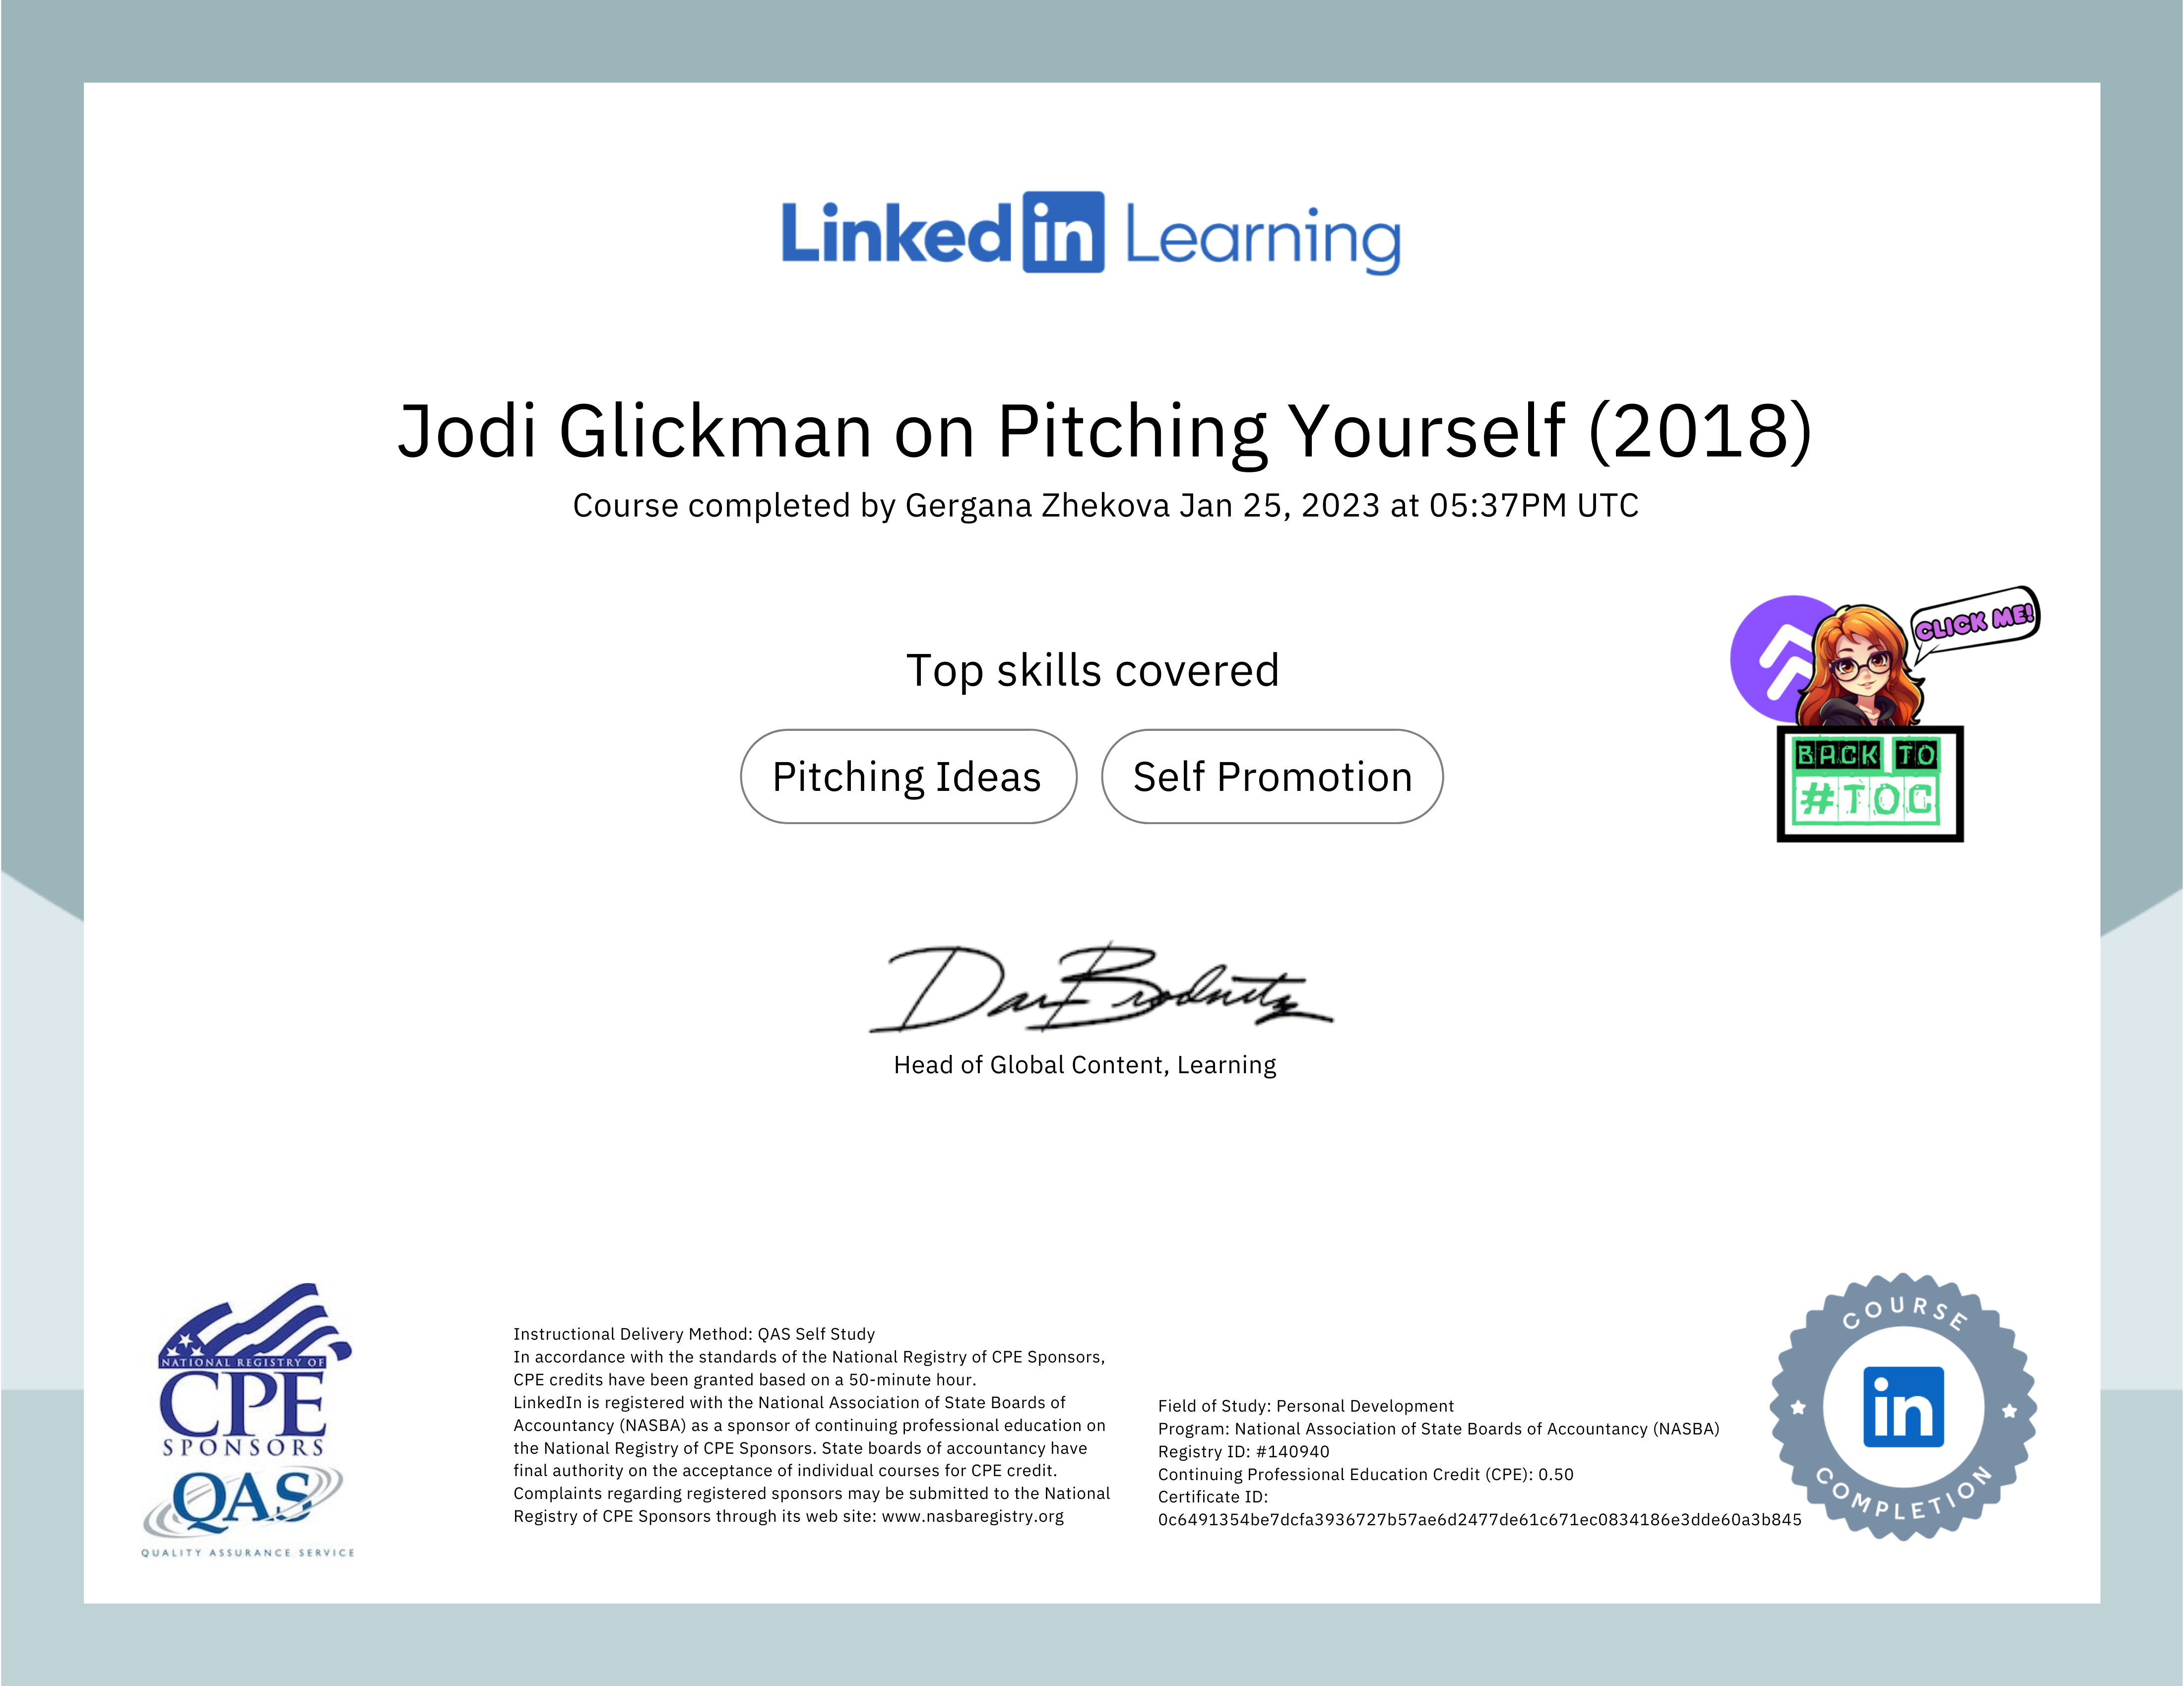 Linked in Learning
Jodi Glickman on Pitching Yourself (2018)
Course completed by Gergana Zhekova Jan 25, 2023 at 05:37PM UTC
CLICK ME!
Top skills covered
Pitching Ideas
Self Promotion
BACK TO
#TOC
Dan Brodnitz
Head of Global Content, Learning
NATIONAL REGISTRY OF
CPE
SPONSORS
QAS
QUALITY ASSURANCE SERVICE
Instructional Delivery Method: QAS Self Study
In accordance with the standards of the National Registry of CPE Sponsors,
CPE credits have been granted based on a 50-minute hour.
LinkedIn is registered with the National Association of State Boards of
Accountancy (NASBA) as a sponsor of continuing professional education on
the National Registry of CPE Sponsors. State boards of accountancy have
final authority on the acceptance of individual courses for CPE credit.
Complaints regarding registered sponsors may be submitted to the National
Registry of CPE Sponsors through its web site: www.nasbaregistry.org
Field of Study: Personal Development
Program: National Association of State Boards of Accountancy (NASBA)
Registry ID: #140940
Continuing Professional Education Credit (CPE): 0.50
Certificate ID:
0c6491354be7dcfa3936727b57ae6d2477de61c671ec0834186e3dde60a3b845
COURSE
in
COMPLETION